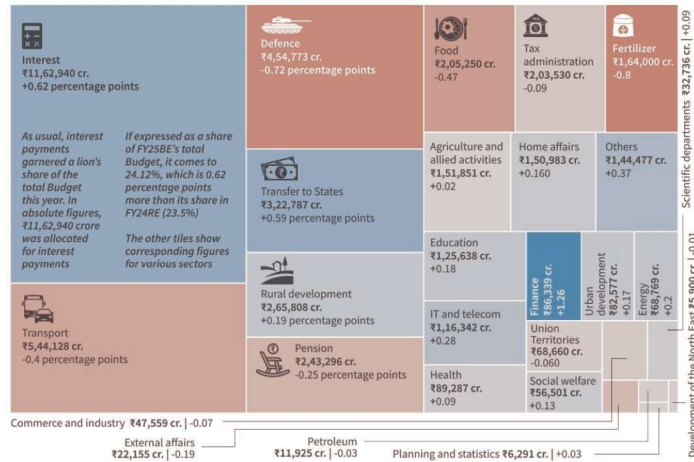 Interest
₹11,62,940 cr.
+0.62 percentage points
As usual, interest
payments
garnered a lion's
share of the
total Budget
this year. In
absolute figures,
₹11,62,940 crore
was allocated
for interest
payments
If expressed as a share
of FY25BE's total
Budget, it comes to
24.12%, which is 0.62
percentage points
more than its share in
FY24RE (23.5%)
The other tiles show
corresponding figures
for various sectors
Transport
₹5,44,128 cr.
-0.4 percentage points
Defence
₹4,54,773 cr.
-0.72 percentage points
Transfer to States
₹3,22,787 cr.
+0.59 percentage points
Rural development
₹2,65,808 cr.
+0.19 percentage points
Pension
₹2,43,296 cr.
-0.25 percentage points
Food
₹2,05,250 cr.
-0.47
Tax
administration
₹2,03,530 cr.
-0.09
Fertilizer
₹1,64,000 cr.
-0.8
Agriculture and
allied activities
₹1,51,851 cr.
+0.02
Home affairs
₹1,50,983 cr.
+0.160
Others
₹1,44,477 cr.
+0.37
Education
₹1,25,638 cr.
+0.18
IT and telecom
₹1,16,342 cr.
+0.28
Health
₹89,287 cr.
+0.09
Finance
₹86,339 cr.
+1.26
Urban
development
₹82,577 cr.
+0.17
Energy
₹68,769 cr.
+0.2
Union
Territories
₹68,660 cr.
-0.060
Social welfare
₹56,501 cr.
+0.13
Scientific departments ₹32,736 cr. | +0.09
Development of the North East ₹5,900 cr. | -0.01
Commerce and industry ₹47,559 cr. | -0.07
External affairs
₹22,155 cr. | -0.19
Petroleum
₹11,925 cr. | -0.03
Planning and statistics ₹6,291 cr. | +0.03